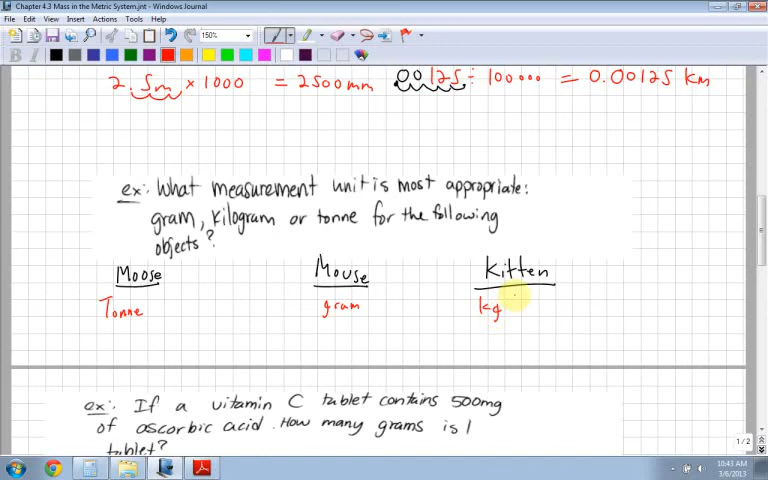 Chapter 4.3 Mass in the Metric System.jnt - Windows Journal
File Edit View Insert Actions Tools Help
150%
B I
2.5m × 1000 = 2500mm 00125 ÷ 100000 = 0.00125 km
ex: What measurement unit is most appropriate:
gram, kilogram or tonne for the following
objects?
Moose Mouse Kitten
Tonne gram kg
ex: If a vitamin C tablet contains 500mg
of ascorbic acid. How many grams is 1
tablet?
1 / 2
10:43 AM
3/6/2013